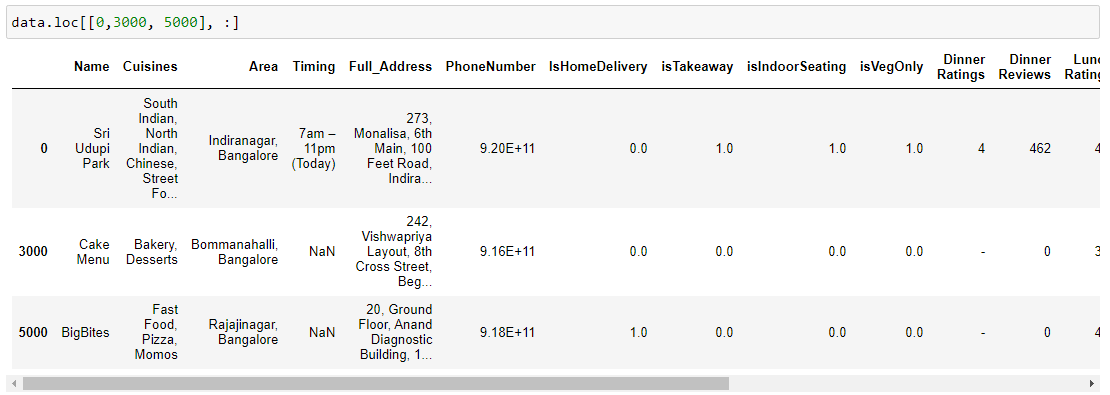 data.loc[[0,3000, 5000], :]
Name Cuisines Area Timing Full_Address PhoneNumber IsHomeDelivery isTakeaway isIndoorSeating isVegOnly Dinner Ratings Dinner Reviews
0 Sri Udupi Park South Indian, North Indian, Chinese, Street Fo... Indiranagar, Bangalore 7am – 11pm (Today) 273, Monalisa, 6th Main, 100 Feet Road, Indira... 9.20E+11 0.0 1.0 1.0 1.0 4 462 4
3000 Cake Menu Bakery, Desserts Bommanahalli, Bangalore NaN 242, Vishwapriya Layout, 8th Cross Street, Beg... 9.16E+11 0.0 0.0 0.0 0.0 - 0 3
5000 BigBites Fast Food, Pizza, Momos Rajajinagar, Bangalore NaN 20, Ground Floor, Anand Diagnostic Building, 1... 9.18E+11 1.0 0.0 0.0 0.0 - 0 4